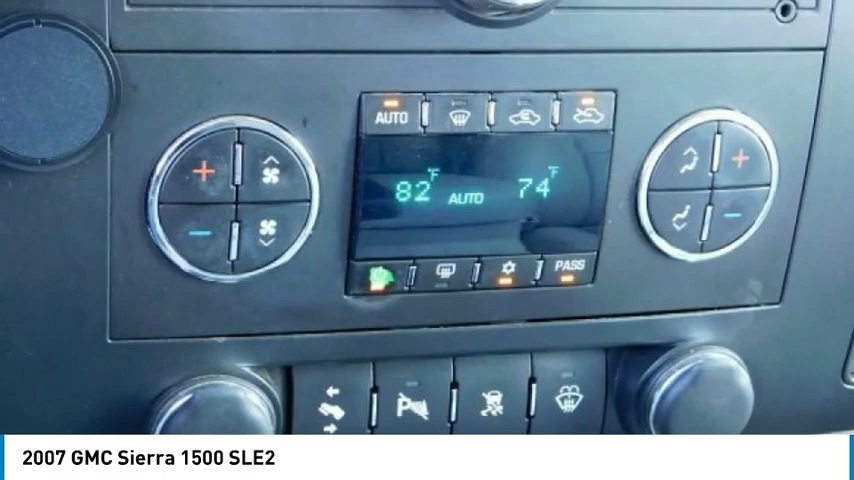 AUTO
82°F AUTO 74°F
PASS
2007 GMC Sierra 1500 SLE2